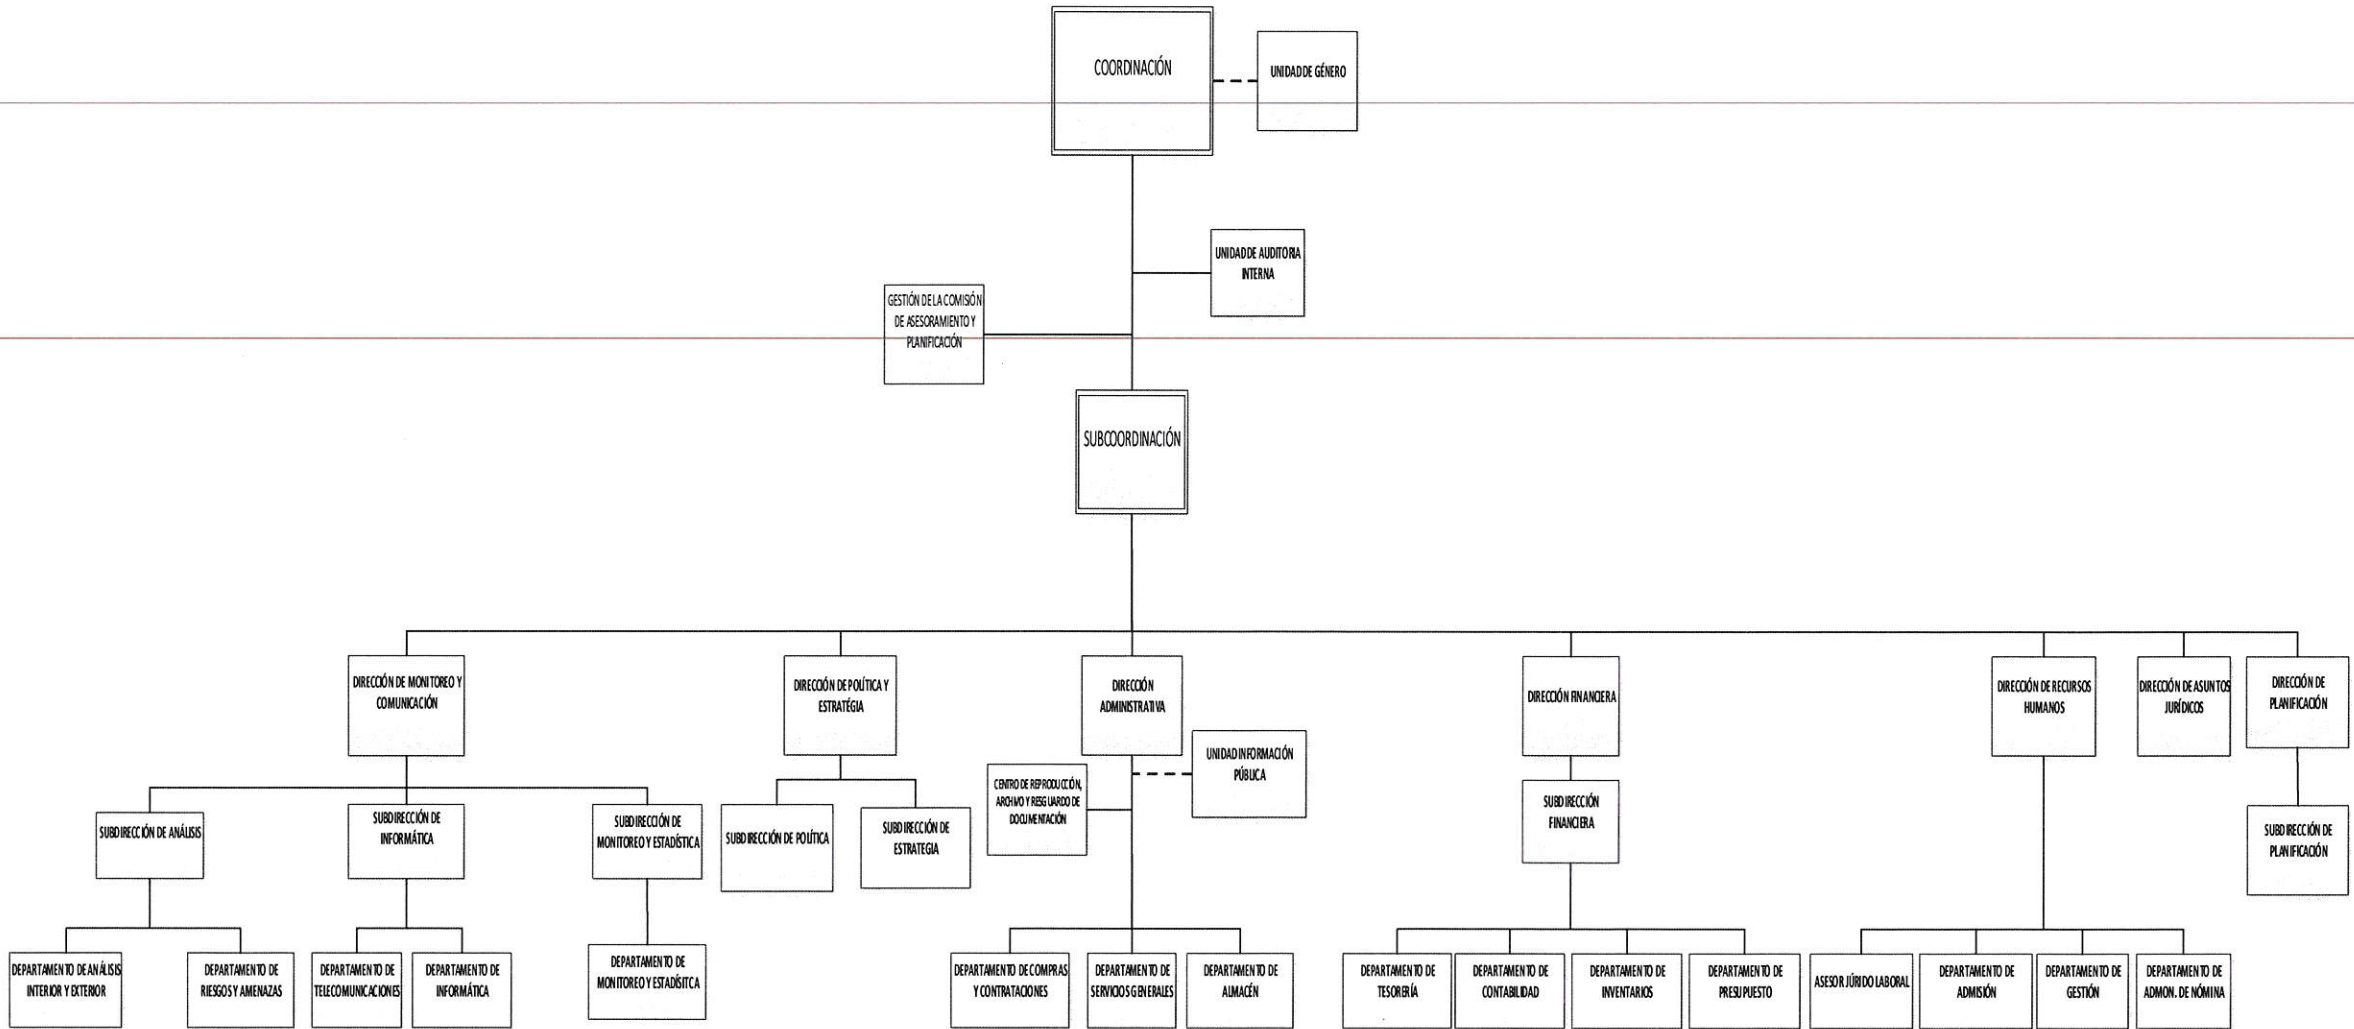 COORDINACIÓN
UNIDAD DE GÉNERO
UNIDAD DE AUDITORIA
INTERNA
GESTIÓN DE LA COMISIÓN
DE ASESORAMIENTO Y
PLANIFICACIÓN
SUBCOORDINACIÓN
DIRECCIÓN DE MONITOREO Y
COMUNICACIÓN
DIRECCIÓN DE POLÍTICA Y
ESTRATÉGIA
DIRECCIÓN
ADMINISTRATIVA
DIRECCIÓN FINANCIERA
DIRECCIÓN DE RECURSOS
HUMANOS
DIRECCIÓN DE ASUNTOS
JURÍDICOS
DIRECCIÓN DE
PLANIFICACIÓN
UNIDAD INFORMACIÓN
PÚBLICA
CENTRO DE REPRODUCCIÓN,
ARCHIVO Y RESGUARDO DE
DOCUMENTACIÓN
SUBDIRECCIÓN DE ANÁLISIS
SUBDIRECCIÓN DE
INFORMÁTICA
SUBDIRECCIÓN DE
MONITOREO Y ESTADÍSTICA
SUBDIRECCIÓN DE POLÍTICA
SUBDIRECCIÓN DE
ESTRATEGIA
SUBDIRECCIÓN
FINANCIERA
SUBDIRECCIÓN DE
PLANIFICACIÓN
DEPARTAMENTO DE ANÁLISIS
INTERIOR Y EXTERIOR
DEPARTAMENTO DE
RIESGOS Y AMENAZAS
DEPARTAMENTO DE
TELECOMUNICACIONES
DEPARTAMENTO DE
INFORMÁTICA
DEPARTAMENTO DE
MONITOREO Y ESTADÍSITCA
DEPARTAMENTO DE COMPRAS
Y CONTRATACIONES
DEPARTAMENTO DE
SERVICIOS GENERALES
DEPARTAMENTO DE
ALMACÉN
DEPARTAMENTO DE
TESORERÍA
DEPARTAMENTO DE
CONTABILIDAD
DEPARTAMENTO DE
INVENTARIOS
DEPARTAMENTO DE
PRESUPUESTO
ASESOR JÚRIDO LABORAL
DEPARTAMENTO DE
ADMISIÓN
DEPARTAMENTO DE
GESTIÓN
DEPARTAMENTO DE
ADMON. DE NÓMINA